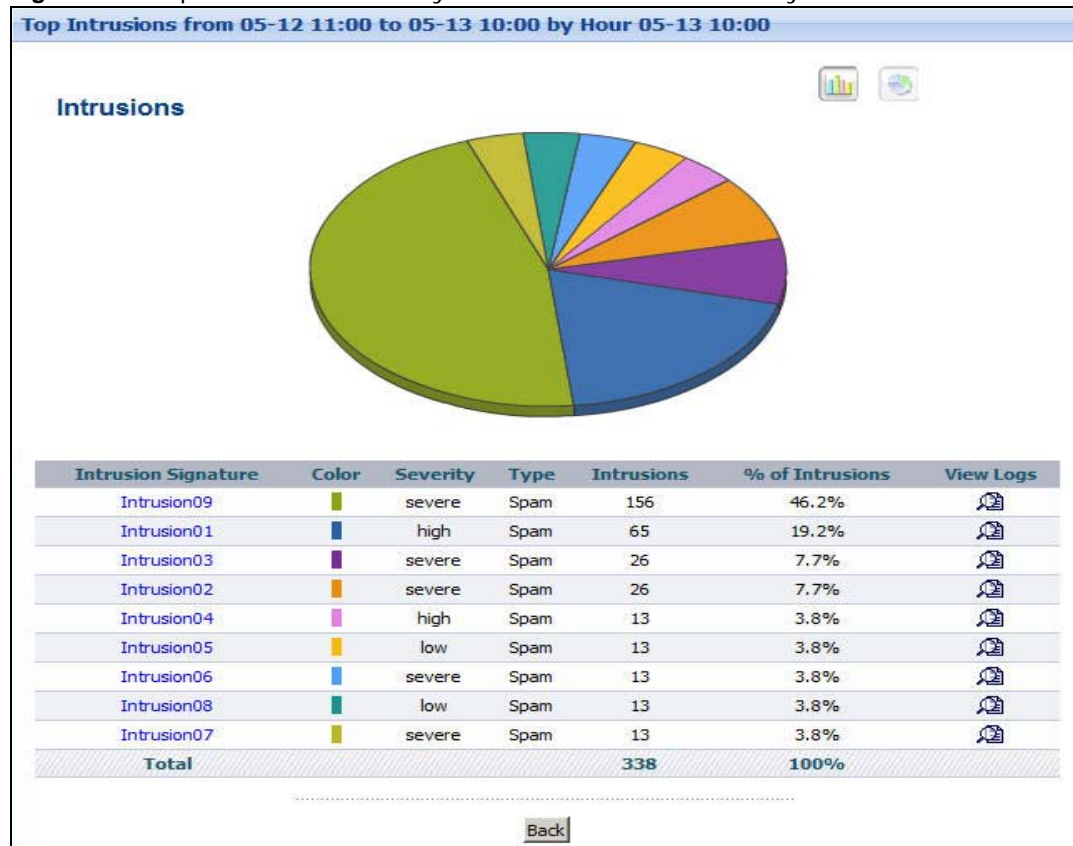 Top Intrusions from 05-12 11:00 to 05-13 10:00 by Hour 05-13 10:00
Intrusions
Intrusion Signature Color Severity Type Intrusions % of Intrusions View Logs
Intrusion09 severe Spam 156 46.2%
Intrusion01 high Spam 65 19.2%
Intrusion03 severe Spam 26 7.7%
Intrusion02 severe Spam 26 7.7%
Intrusion04 high Spam 13 3.8%
Intrusion05 low Spam 13 3.8%
Intrusion06 severe Spam 13 3.8%
Intrusion08 low Spam 13 3.8%
Intrusion07 severe Spam 13 3.8%
Total 338 100%
Back